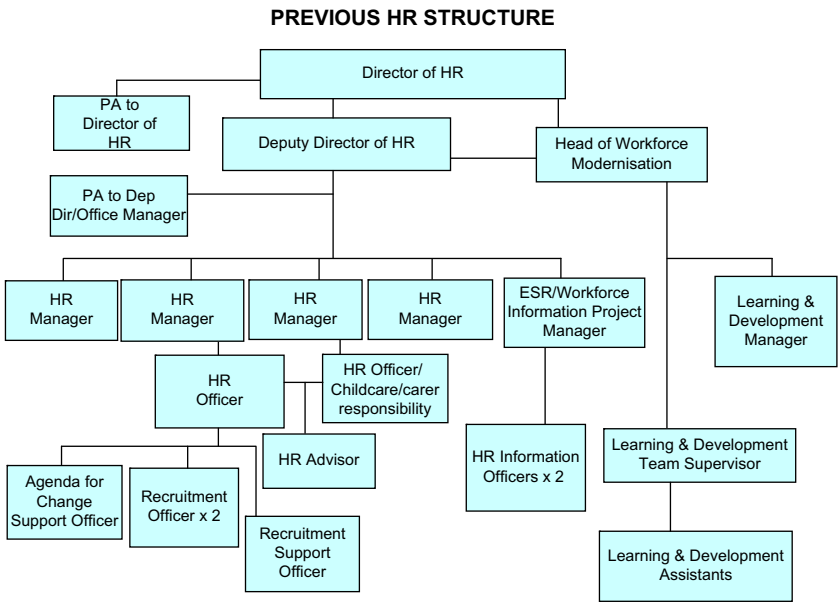 PREVIOUS HR STRUCTURE
Director of HR
PA to
Director of
HR
Deputy Director of HR
Head of Workforce
Modernisation
PA to Dep
Dir/Office Manager
HR
Manager
HR
Manager
HR
Manager
HR
Manager
ESR/Workforce
Information Project
Manager
Learning &
Development
Manager
HR
Officer
HR Officer/
Childcare/carer
responsibility
HR Advisor
HR Information
Officers x 2
Learning & Development
Team Supervisor
Agenda for
Change
Support Officer
Recruitment
Officer x 2
Recruitment
Support
Officer
Learning & Development
Assistants